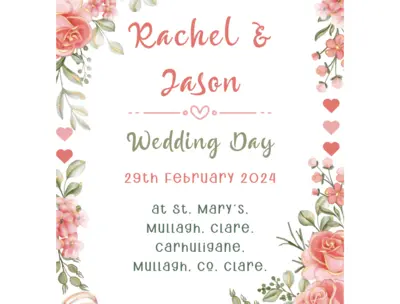 Rachel &
Jason
Wedding Day
29th February 2024
at St. Mary's,
Mullagh, Clare.
Carhuligane,
Mullagh, Co. Clare.